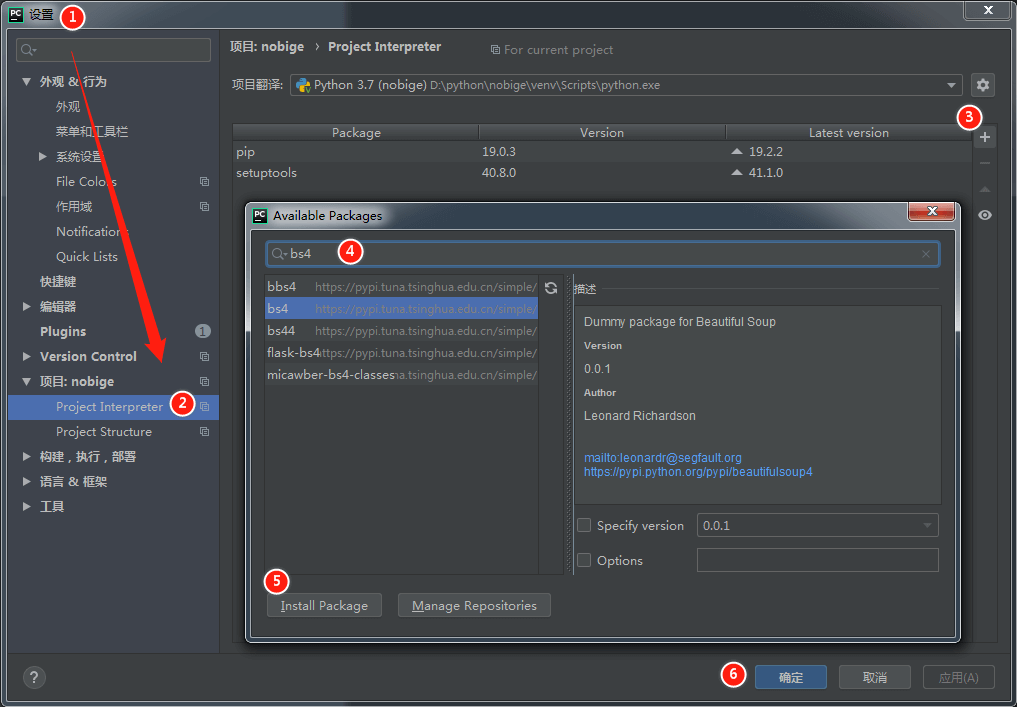 PC 设置 1
项目: nobige › Project Interpreter For current project
项目翻译: Python 3.7 (nobige) D:\python\nobige\venv\Scripts\python.exe
外观 & 行为
外观
菜单和工具栏
系统设置
File Colors
作用域
Notifications
Quick Lists
快捷键
编辑器
Plugins 1
Version Control
项目: nobige
Project Interpreter 2
Project Structure
构建，执行，部署
语言 & 框架
工具
3
Package Version Latest version
pip 19.0.3 19.2.2
setuptools 40.8.0 41.1.0
PC Available Packages
bs4 4
bbs4 https://pypi.tuna.tsinghua.edu.cn/simple/
bs4 https://pypi.tuna.tsinghua.edu.cn/simple/
bs44 https://pypi.tuna.tsinghua.edu.cn/simple/
flask-bs4 ttps://pypi.tuna.tsinghua.edu.cn/simple/
micawber-bs4-classes na.tsinghua.edu.cn/simple/
描述
Dummy package for Beautiful Soup
Version
0.0.1
Author
Leonard Richardson
mailto:leonardr@segfault.org
https://pypi.python.org/pypi/beautifulsoup4
Specify version 0.0.1
Options
5
Install Package Manage Repositories
? 6 确定 取消 应用(A)